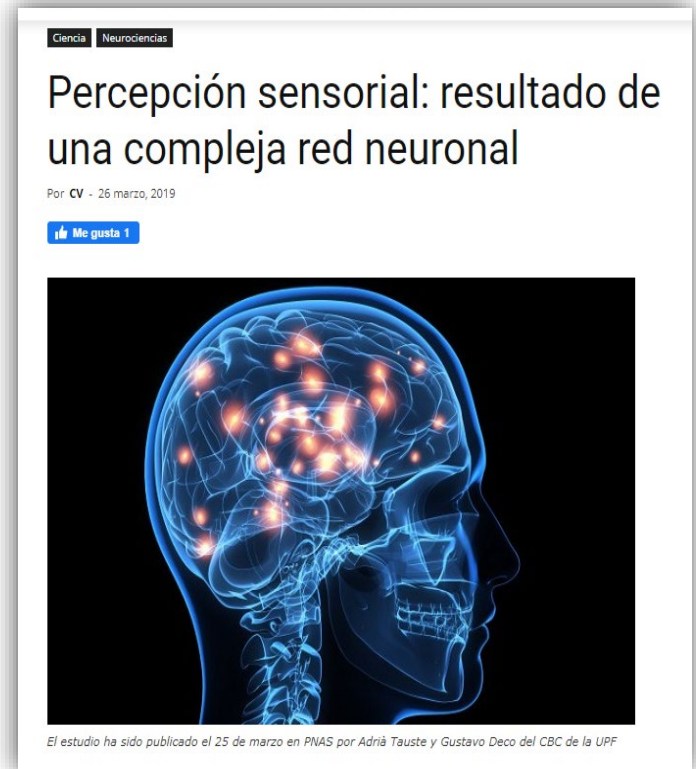 Ciencia Neurociencias
Percepción sensorial: resultado de
una compleja red neuronal
Por CV - 26 marzo, 2019
Me gusta 1
El estudio ha sido publicado el 25 de marzo en PNAS por Adrià Tauste y Gustavo Deco del CBC de la UPF